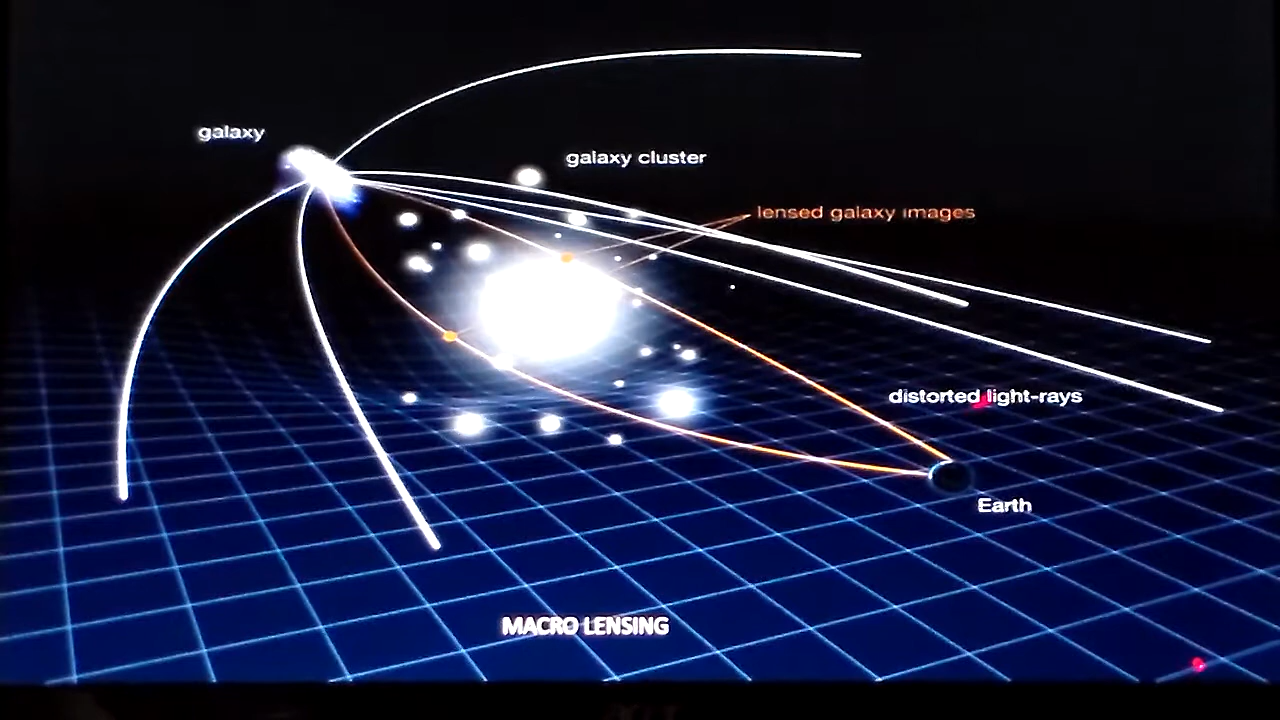 galaxy
galaxy cluster
lensed galaxy images
distorted light-rays
Earth
MACRO LENSING